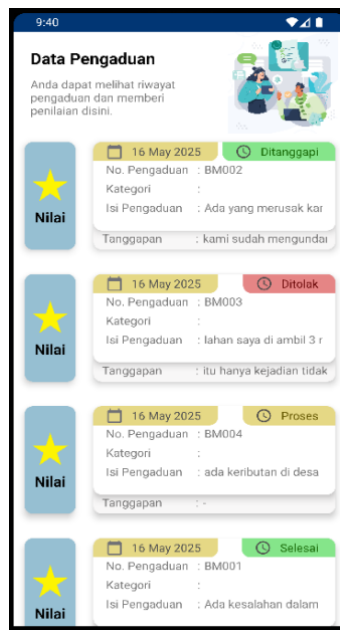 9:40
Data Pengaduan
Anda dapat melihat riwayat
pengaduan dan memberi
penilaian disini.
16 May 2025 Ditanggapi
No. Pengaduan : BM002
Kategori :
Isi Pengaduan : Ada yang merusak kar
Tanggapan : kami sudah mengundar
Nilai
16 May 2025 Ditolak
No. Pengaduan : BM003
Kategori :
Isi Pengaduan : lahan saya di ambil 3 r
Tanggapan : itu hanya kejadian tidak
Nilai
16 May 2025 Proses
No. Pengaduan : BM004
Kategori :
Isi Pengaduan : ada keributan di desa
Tanggapan : -
Nilai
16 May 2025 Selesai
No. Pengaduan : BM001
Kategori :
Isi Pengaduan : Ada kesalahan dalam
Nilai